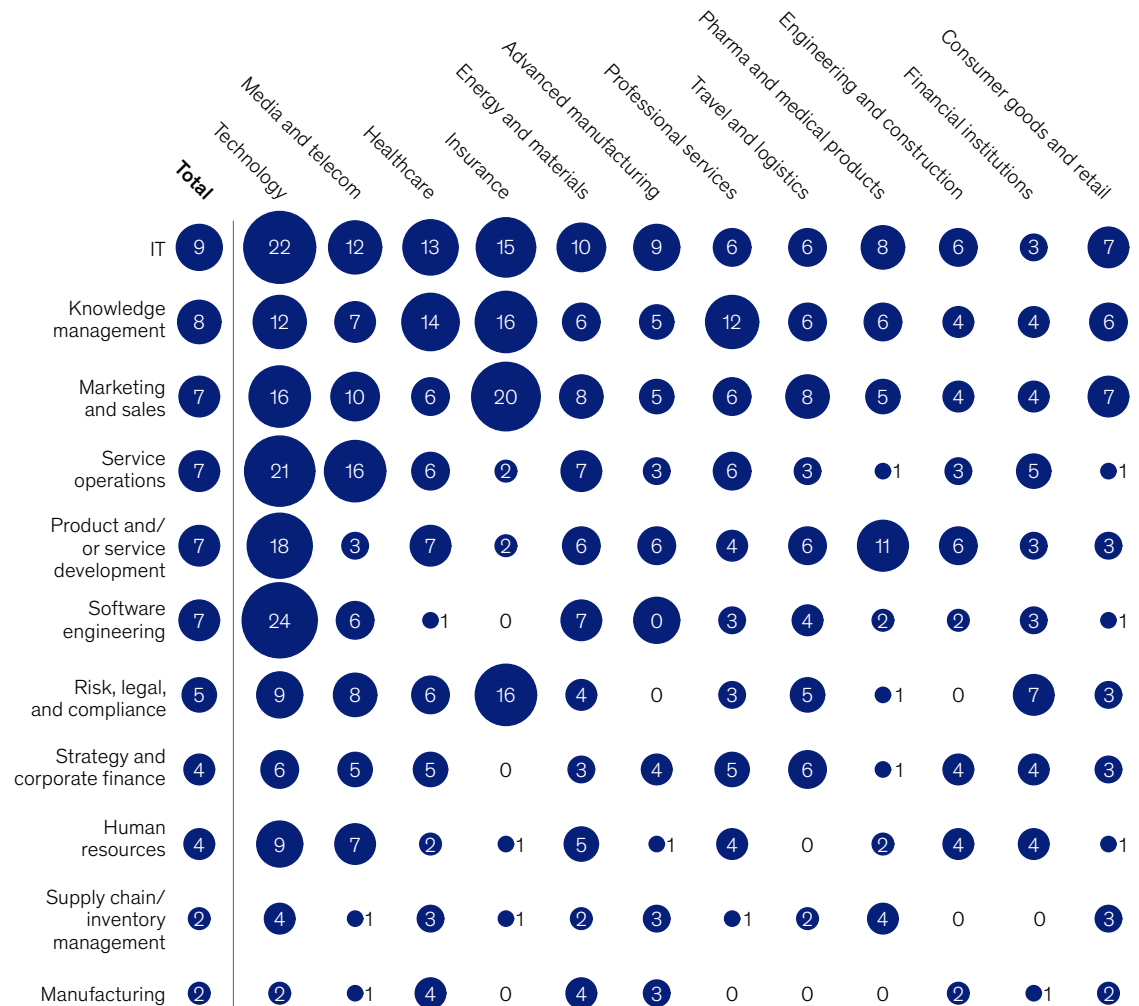 Total
Technology
Media and telecom
Healthcare
Insurance
Energy and materials
Advanced manufacturing
Professional services
Travel and logistics
Pharma and medical products
Engineering and construction
Financial institutions
Consumer goods and retail
IT 9 22 12 13 15 10 9 6 6 8 6 3 7
Knowledge
management 8 12 7 14 16 6 5 12 6 6 4 4 6
Marketing
and sales 7 16 10 6 20 8 5 6 8 5 4 4 7
Service
operations 7 21 16 6 2 7 3 6 3 1 3 5 1
Product and/
or service
development 7 18 3 7 2 6 6 4 6 11 6 3 3
Software
engineering 7 24 6 1 0 7 0 3 4 2 2 3 1
Risk, legal,
and compliance 5 9 8 6 16 4 0 3 5 1 0 7 3
Strategy and
corporate finance 4 6 5 5 0 3 4 5 6 1 4 4 3
Human
resources 4 9 7 2 1 5 1 4 0 2 4 4 1
Supply chain/
inventory
management 2 4 1 3 1 2 3 1 2 4 0 0 3
Manufacturing 2 2 1 4 0 4 3 0 0 0 2 1 2